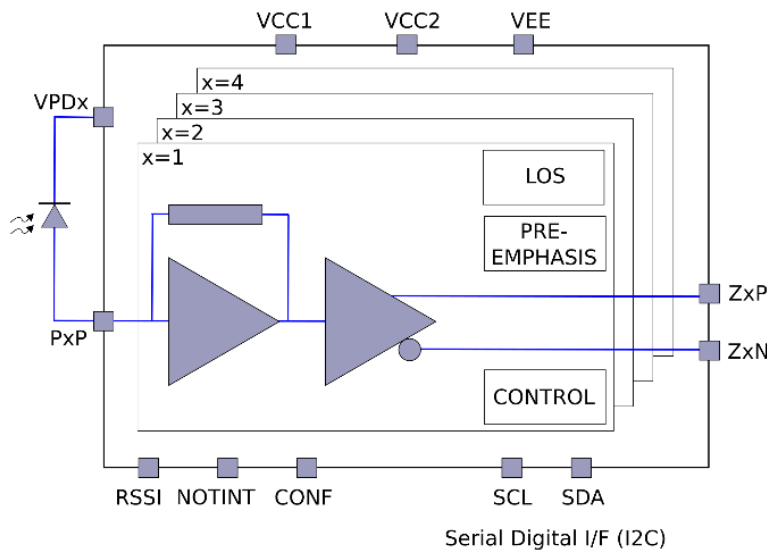 VCC1
VCC2
VEE
VPDx
x=4
x=3
x=2
x=1
LOS
PRE-
EMPHASIS
ZxP
PxP
ZxN
CONTROL
RSSI
NOTINT
CONF
SCL
SDA
Serial Digital I/F (I2C)